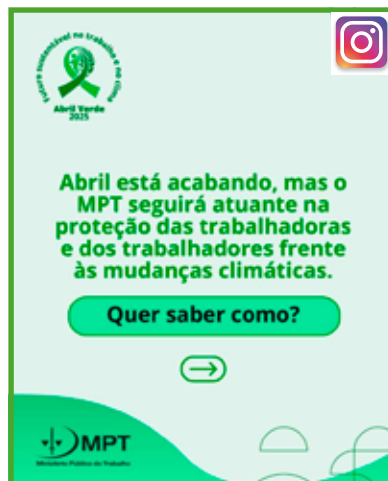 Futuro sustentável no trabalho e no clima
Abril Verde
2025
Abril está acabando, mas o
MPT seguirá atuante na
proteção das trabalhadoras
e dos trabalhadores frente
às mudanças climáticas.
Quer saber como?
MPT
Ministério Público do Trabalho